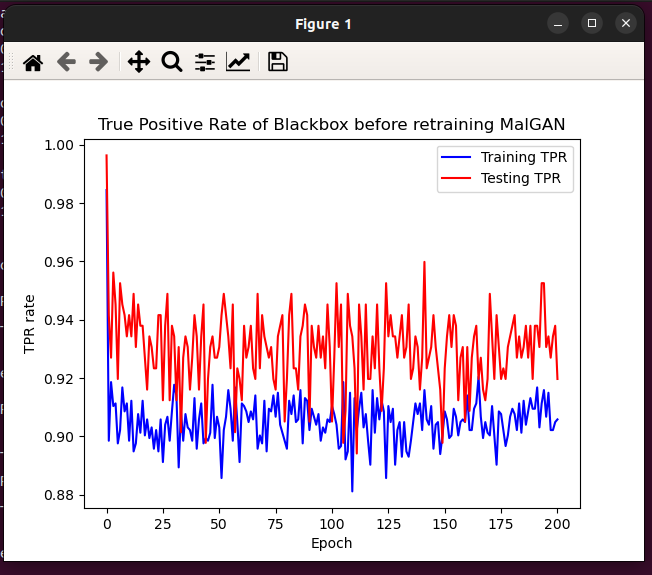 Figure 1
True Positive Rate of Blackbox before retraining MalGAN
Training TPR
Testing TPR
TPR rate
1.00
0.98
0.96
0.94
0.92
0.90
0.88
0 25 50 75 100 125 150 175 200
Epoch